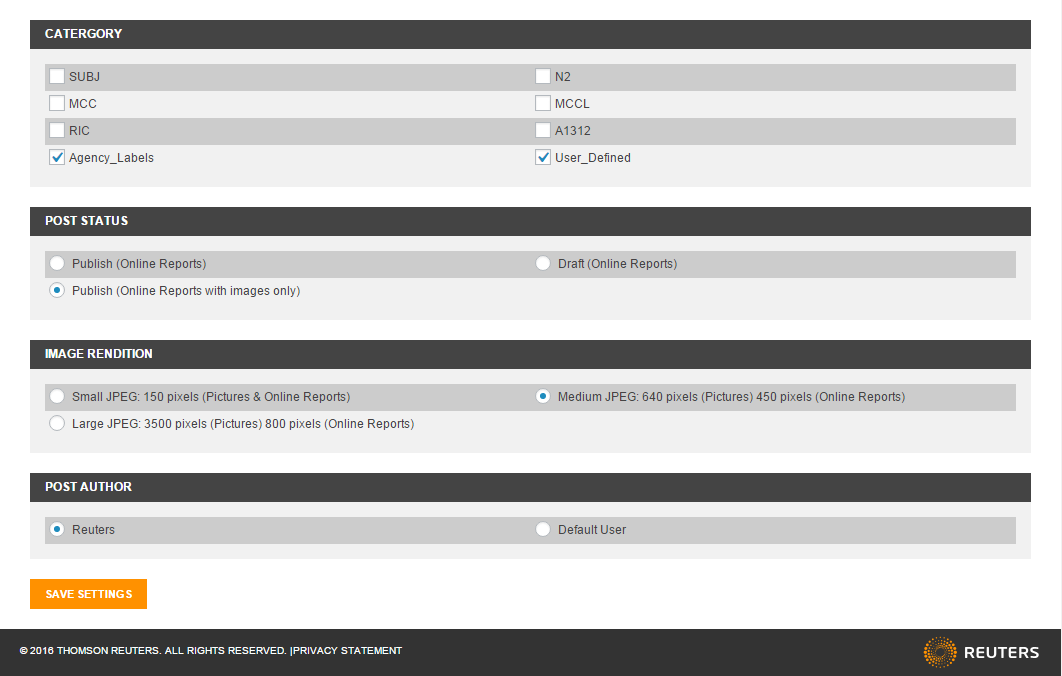 CATERGORY
SUBJ N2
MCC MCCL
RIC A1312
Agency_Labels User_Defined
POST STATUS
Publish (Online Reports) Draft (Online Reports)
Publish (Online Reports with images only)
IMAGE RENDITION
Small JPEG: 150 pixels (Pictures & Online Reports) Medium JPEG: 640 pixels (Pictures) 450 pixels (Online Reports)
Large JPEG: 3500 pixels (Pictures) 800 pixels (Online Reports)
POST AUTHOR
Reuters Default User
SAVE SETTINGS
© 2016 THOMSON REUTERS. ALL RIGHTS RESERVED. |PRIVACY STATEMENT REUTERS